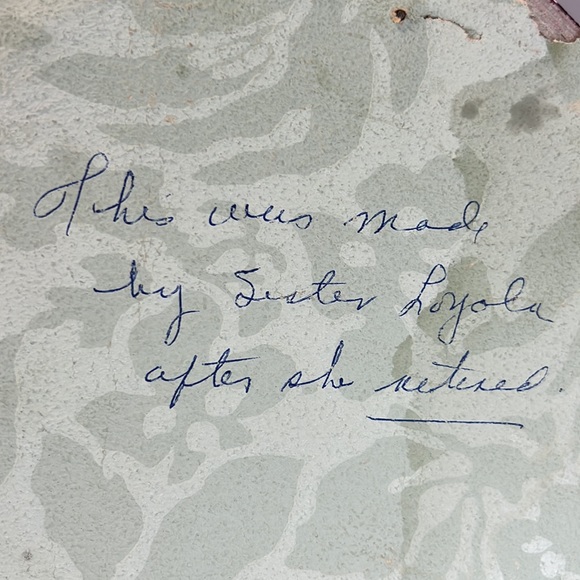 This was made
by Sister Loyola
after she retired.